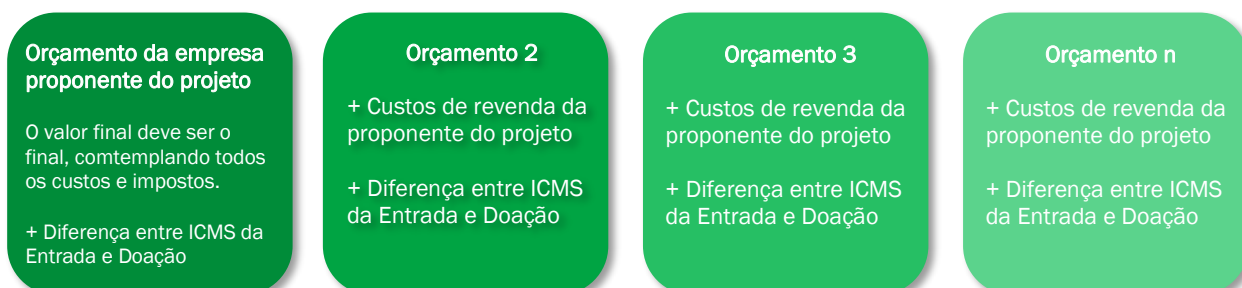 Orçamento da empresa
proponente do projeto
O valor final deve ser o
final, comtemplando todos
os custos e impostos.
+ Diferença entre ICMS da
Entrada e Doação
Orçamento 2
+ Custos de revenda da
proponente do projeto
+ Diferença entre ICMS
da Entrada e Doação
Orçamento 3
+ Custos de revenda da
proponente do projeto
+ Diferença entre ICMS
da Entrada e Doação
Orçamento n
+ Custos de revenda da
proponente do projeto
+ Diferença entre ICMS
da Entrada e Doação